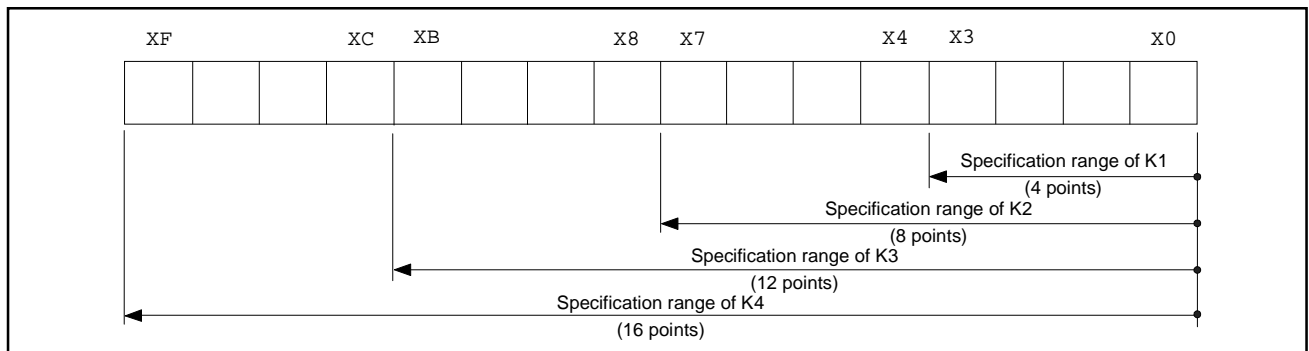 XF XC XB X8 X7 X4 X3 X0
Specification range of K1
(4 points)
Specification range of K2
(8 points)
Specification range of K3
(12 points)
Specification range of K4
(16 points)